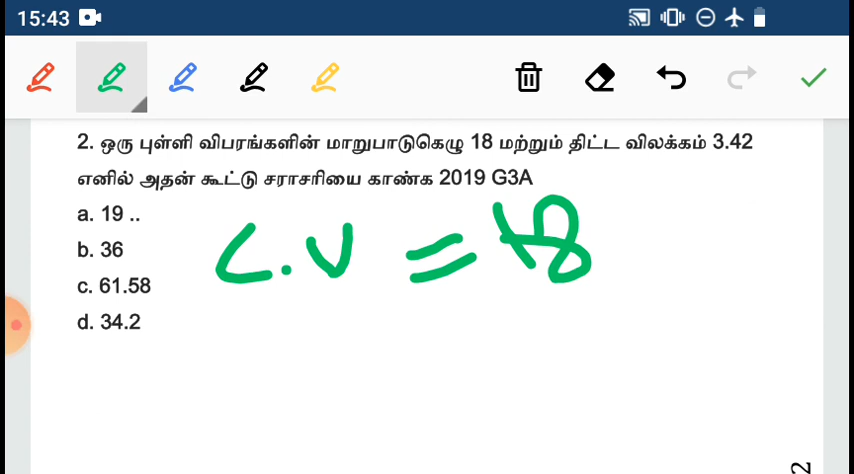 15:43
2. ஒரு புள்ளி விபரங்களின் மாறுபாடுகெழு 18 மற்றும் திட்ட விலக்கம் 3.42
எனில் அதன் கூட்டு சராசரியை காண்க 2019 G3A
a. 19 ..
b. 36
c. 61.58
d. 34.2
C.V = 18
2